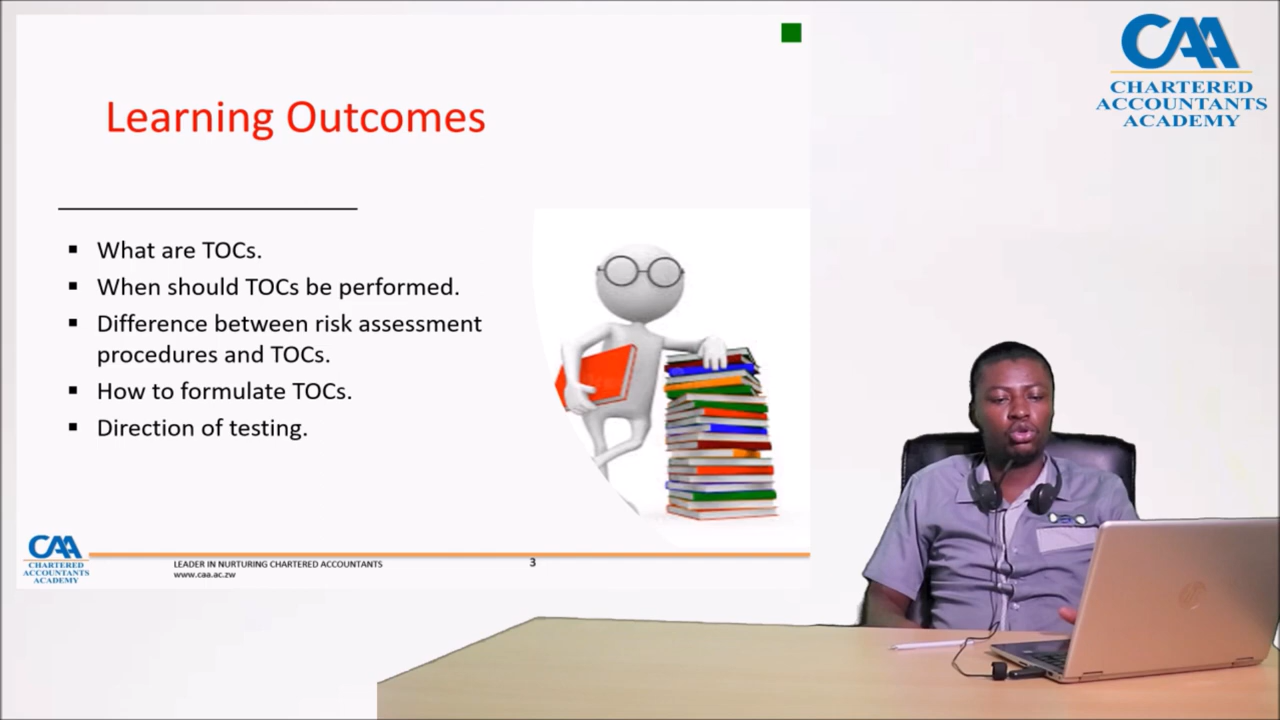 Learning Outcomes
▪ What are TOCs.
▪ When should TOCs be performed.
▪ Difference between risk assessment
procedures and TOCs.
▪ How to formulate TOCs.
▪ Direction of testing.
CAA
CHARTERED
ACCOUNTANTS
ACADEMY
LEADER IN NURTURING CHARTERED ACCOUNTANTS
www.caa.ac.zw
3
CAA
CHARTERED
ACCOUNTANTS
ACADEMY